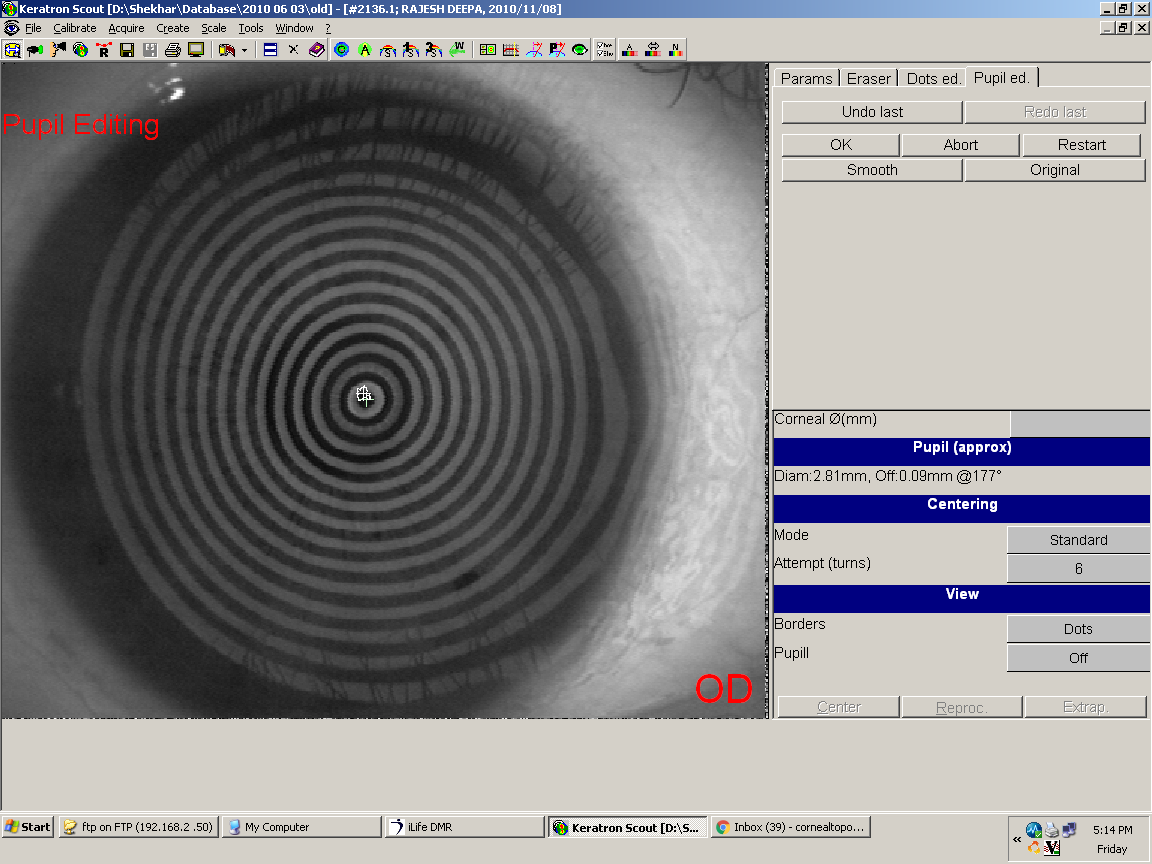 Keratron Scout [D:\Shekhar\Database\2010 06 03\old] - [#2136.1; RAJESH DEEPA, 2010/11/08]
File Calibrate Acquire Create Scale Tools Window ?
Pupil Editing
Params Eraser Dots ed. Pupil ed.
Undo last Redo last
OK Abort Restart
Smooth Original
Corneal Ø(mm)
Pupil (approx)
Diam:2.81mm, Off:0.09mm @177°
Centering
Mode Standard
Attempt (turns) 6
View
Borders Dots
Pupill Off
OD
Center Reproc. Extrap.
Start ftp on FTP (192.168.2 .50) My Computer iLife DMR Keratron Scout [D:\S... Inbox (39) - cornealtopo... « 5:14 PM
Friday